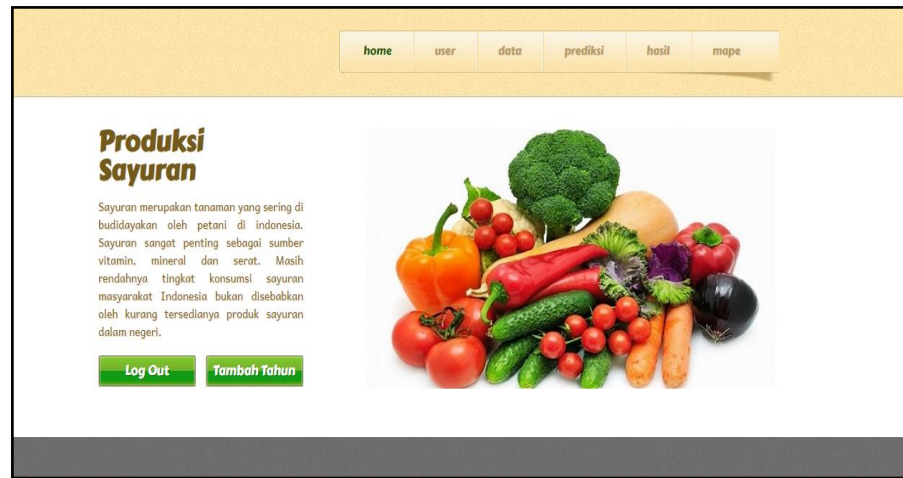 home user data prediksi hasil mape
Produksi
Sayuran
Sayuran merupakan tanaman yang sering di
budidayakan oleh petani di indonesia.
Sayuran sangat penting sebagai sumber
vitamin, mineral dan serat. Masih
rendahnya tingkat konsumsi sayuran
masyarakat Indonesia bukan disebabkan
oleh kurang tersedianya produk sayuran
dalam negeri.
Log Out Tambah Tahun